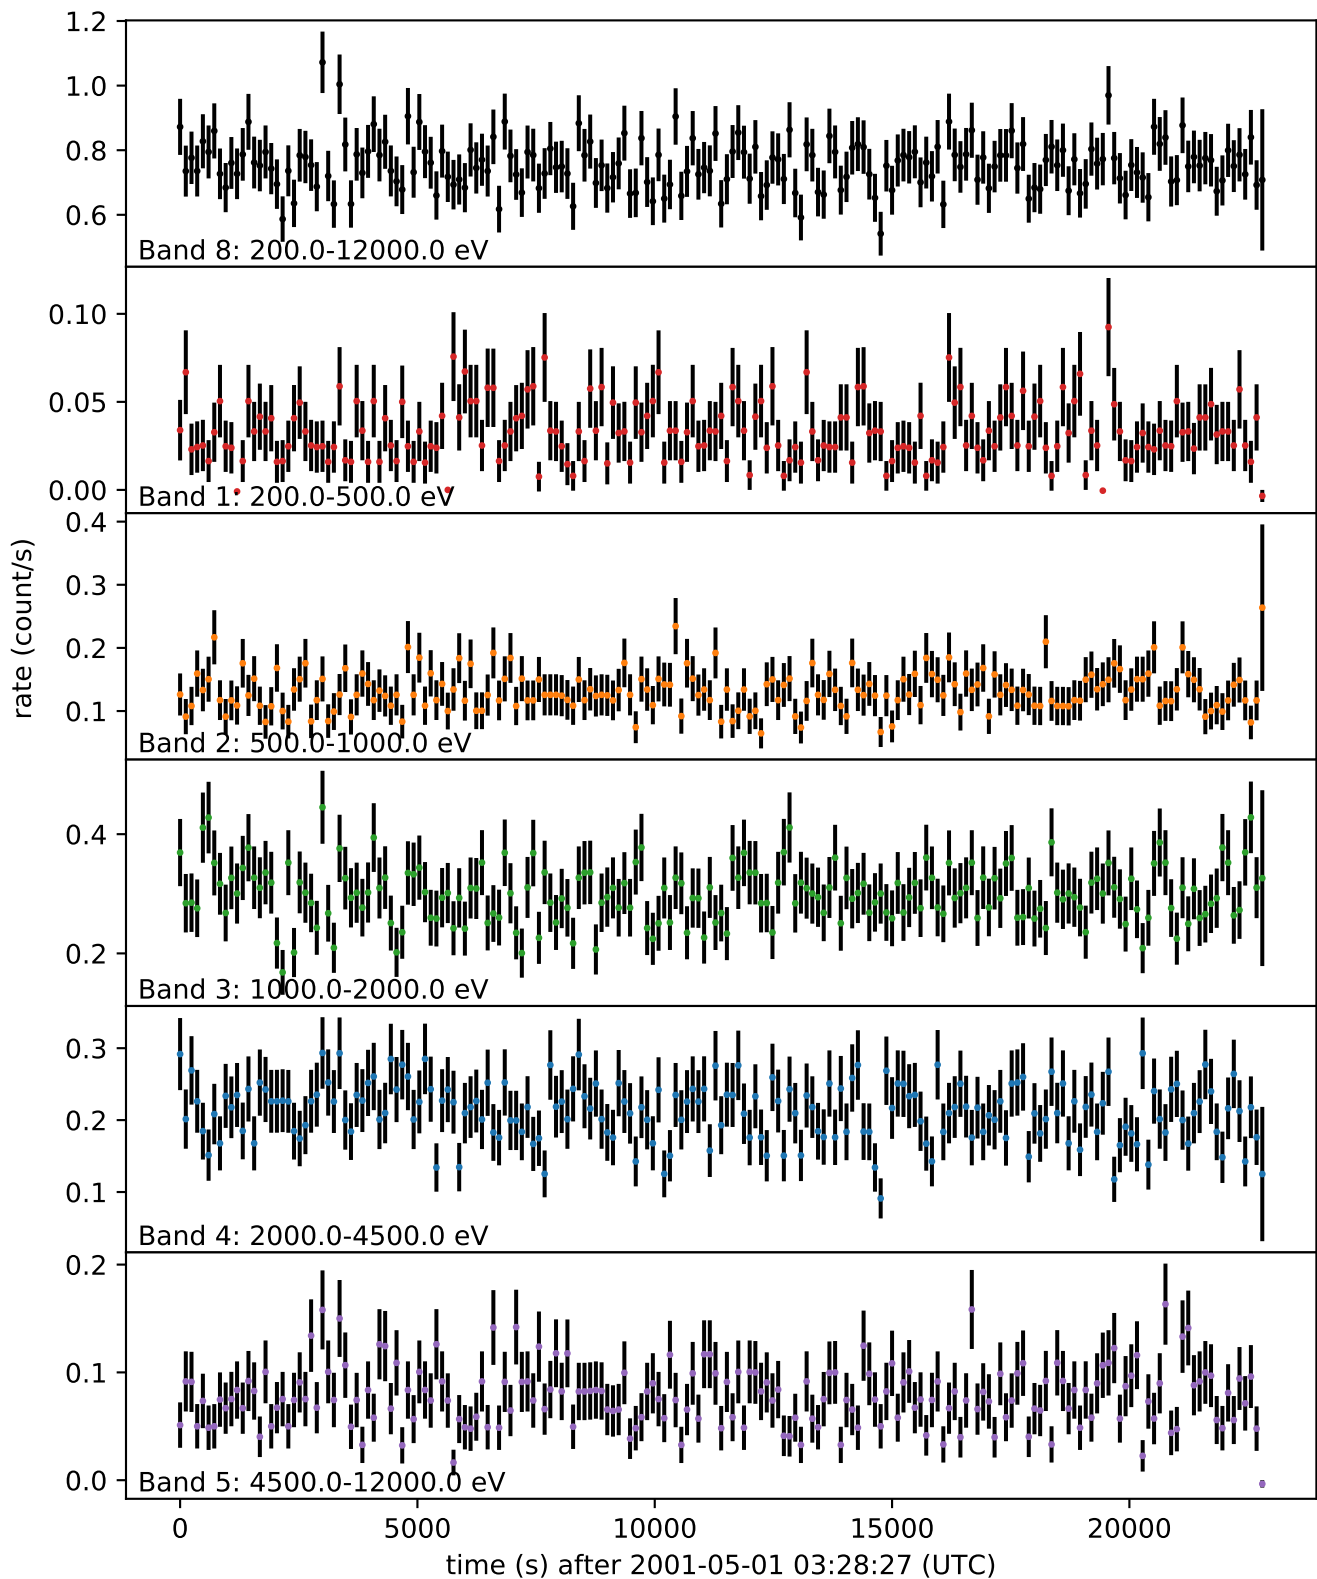 1.2
1.0
0.8
0.6
Band 8: 200.0-12000.0 eV
0.10
0.05
0.00
Band 1: 200.0-500.0 eV
0.4
0.3
0.2
0.1
Band 2: 500.0-1000.0 eV
rate (count/s)
0.4
0.2
Band 3: 1000.0-2000.0 eV
0.3
0.2
0.1
Band 4: 2000.0-4500.0 eV
0.2
0.1
0.0
Band 5: 4500.0-12000.0 eV
0 5000 10000 15000 20000
time (s) after 2001-05-01 03:28:27 (UTC)